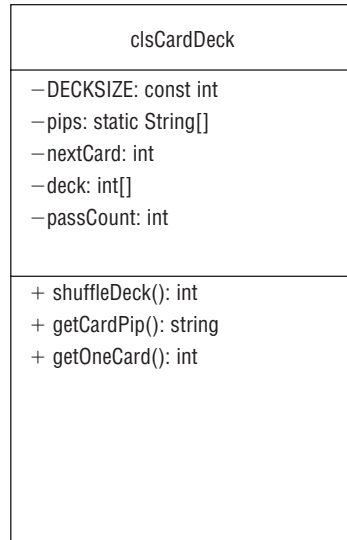 clsCardDeck
−DECKSIZE: const int
−pips: static String[]
−nextCard: int
−deck: int[]
−passCount: int
+ shuffleDeck(): int
+ getCardPip(): string
+ getOneCard(): int